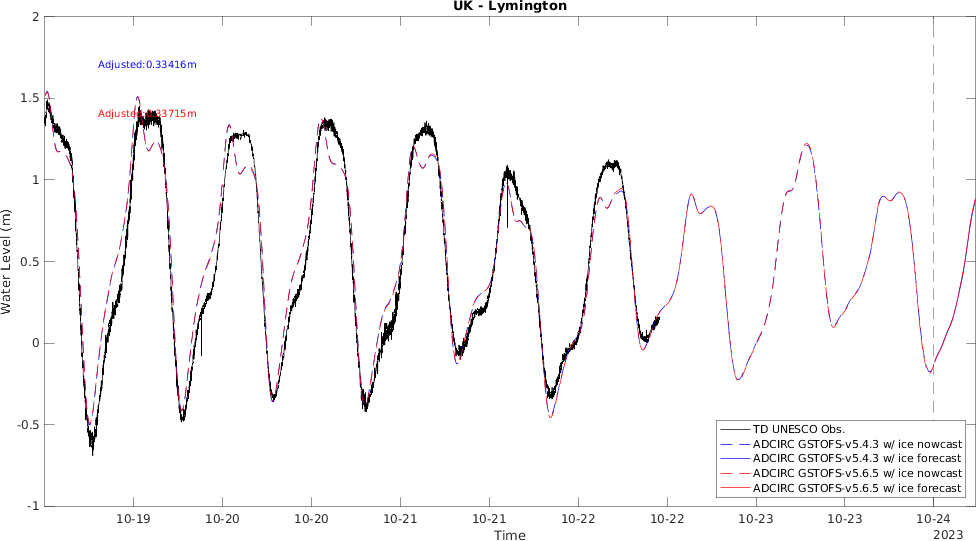 UK - Lymington
2
1.5
1
0.5
0
-0.5
-1
Water Level (m)
Adjusted:0.33416m
Adjusted:0.33715m
TD UNESCO Obs.
ADCIRC GSTOFS-v5.4.3 w/ ice nowcast
ADCIRC GSTOFS-v5.4.3 w/ ice forecast
ADCIRC GSTOFS-v5.6.5 w/ ice nowcast
ADCIRC GSTOFS-v5.6.5 w/ ice forecast
10-19 10-20 10-20 10-21 10-21 10-22 10-22 10-23 10-23 10-24
Time 2023